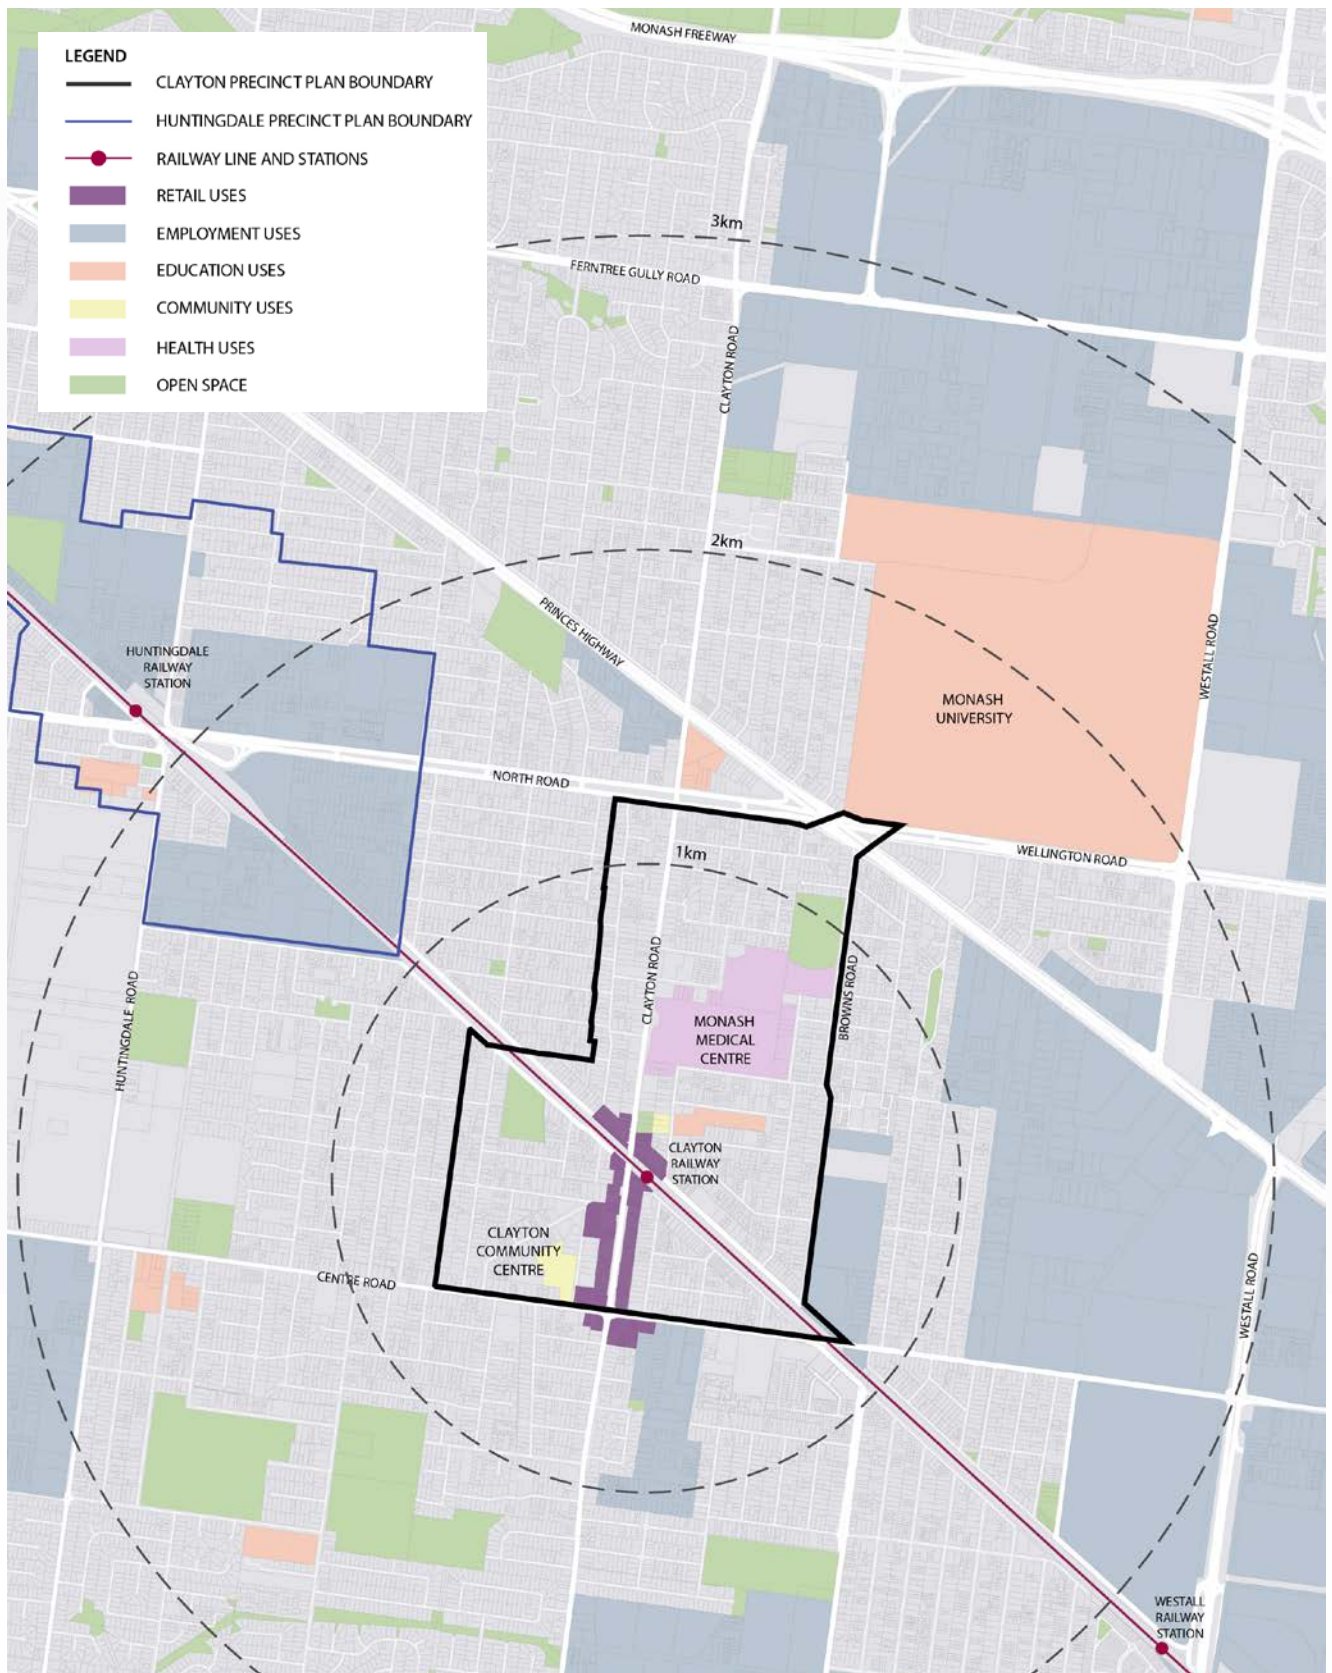 MONASH FREEWAY
LEGEND
CLAYTON PRECINCT PLAN BOUNDARY
HUNTINGDALE PRECINCT PLAN BOUNDARY
RAILWAY LINE AND STATIONS
RETAIL USES
EMPLOYMENT USES
EDUCATION USES
COMMUNITY USES
HEALTH USES
OPEN SPACE
3km
FERNTREE GULLY ROAD
CLAYTON ROAD
2km
PRINCES HIGHWAY
HUNTINGDALE
RAILWAY
STATION
WESTALL ROAD
MONASH
UNIVERSITY
NORTH ROAD
1km
WELLINGTON ROAD
CLAYTON ROAD
BROWNS ROAD
HUNTINGDALE ROAD
MONASH
MEDICAL
CENTRE
CLAYTON
RAILWAY
STATION
CLAYTON
COMMUNITY
CENTRE
CENTRE ROAD
WESTALL ROAD
WESTALL
RAILWAY
STATION